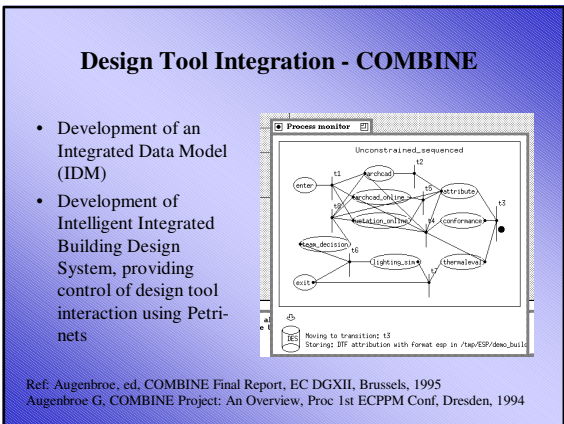 Design Tool Integration - COMBINE
• Development of an
Integrated Data Model
(IDM)
• Development of
Intelligent Integrated
Building Design
System, providing
control of design tool
interaction using Petri-
nets
Process monitor
Unconstrained_sequenced
t2
archcad
t1
enter
attribute
t5
archcad_online
t3
t8
t4
conformance
team_decision
t6
lighting_sim
thermaleval
t7
exit
DES
Moving to transition: t3
Storing: DTF attribution with format esp in /tmp/ESP/demo_buil
Ref: Augenbroe, ed, COMBINE Final Report, EC DGXII, Brussels, 1995
Augenbroe G, COMBINE Project: An Overview, Proc 1st ECPPM Conf, Dresden, 1994